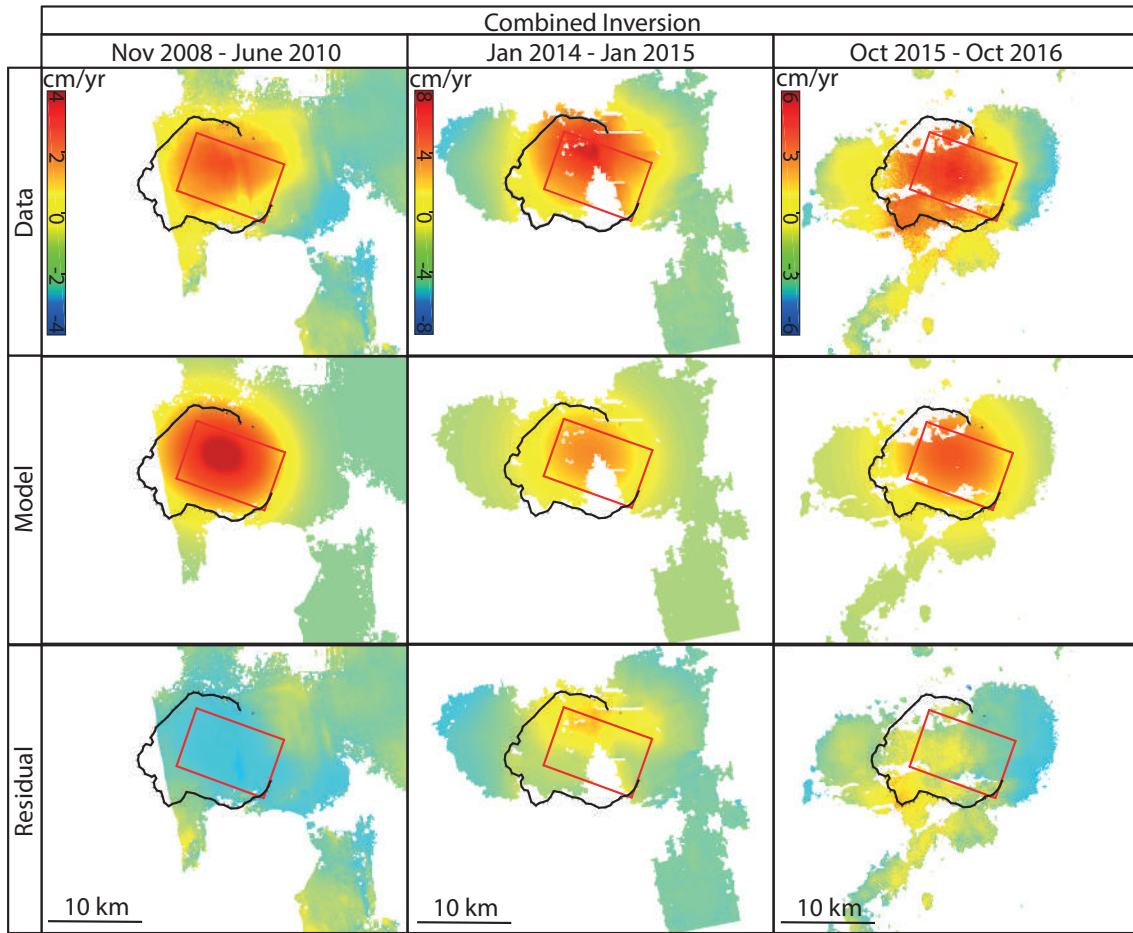 Combined Inversion
Nov 2008 - June 2010
Jan 2014 - Jan 2015
Oct 2015 - Oct 2016
Data
cm/yr
4
2
0
-2
-4
cm/yr
8
4
0
-4
-8
cm/yr
6
3
0
-3
-6
Model
Residual
10 km
10 km
10 km